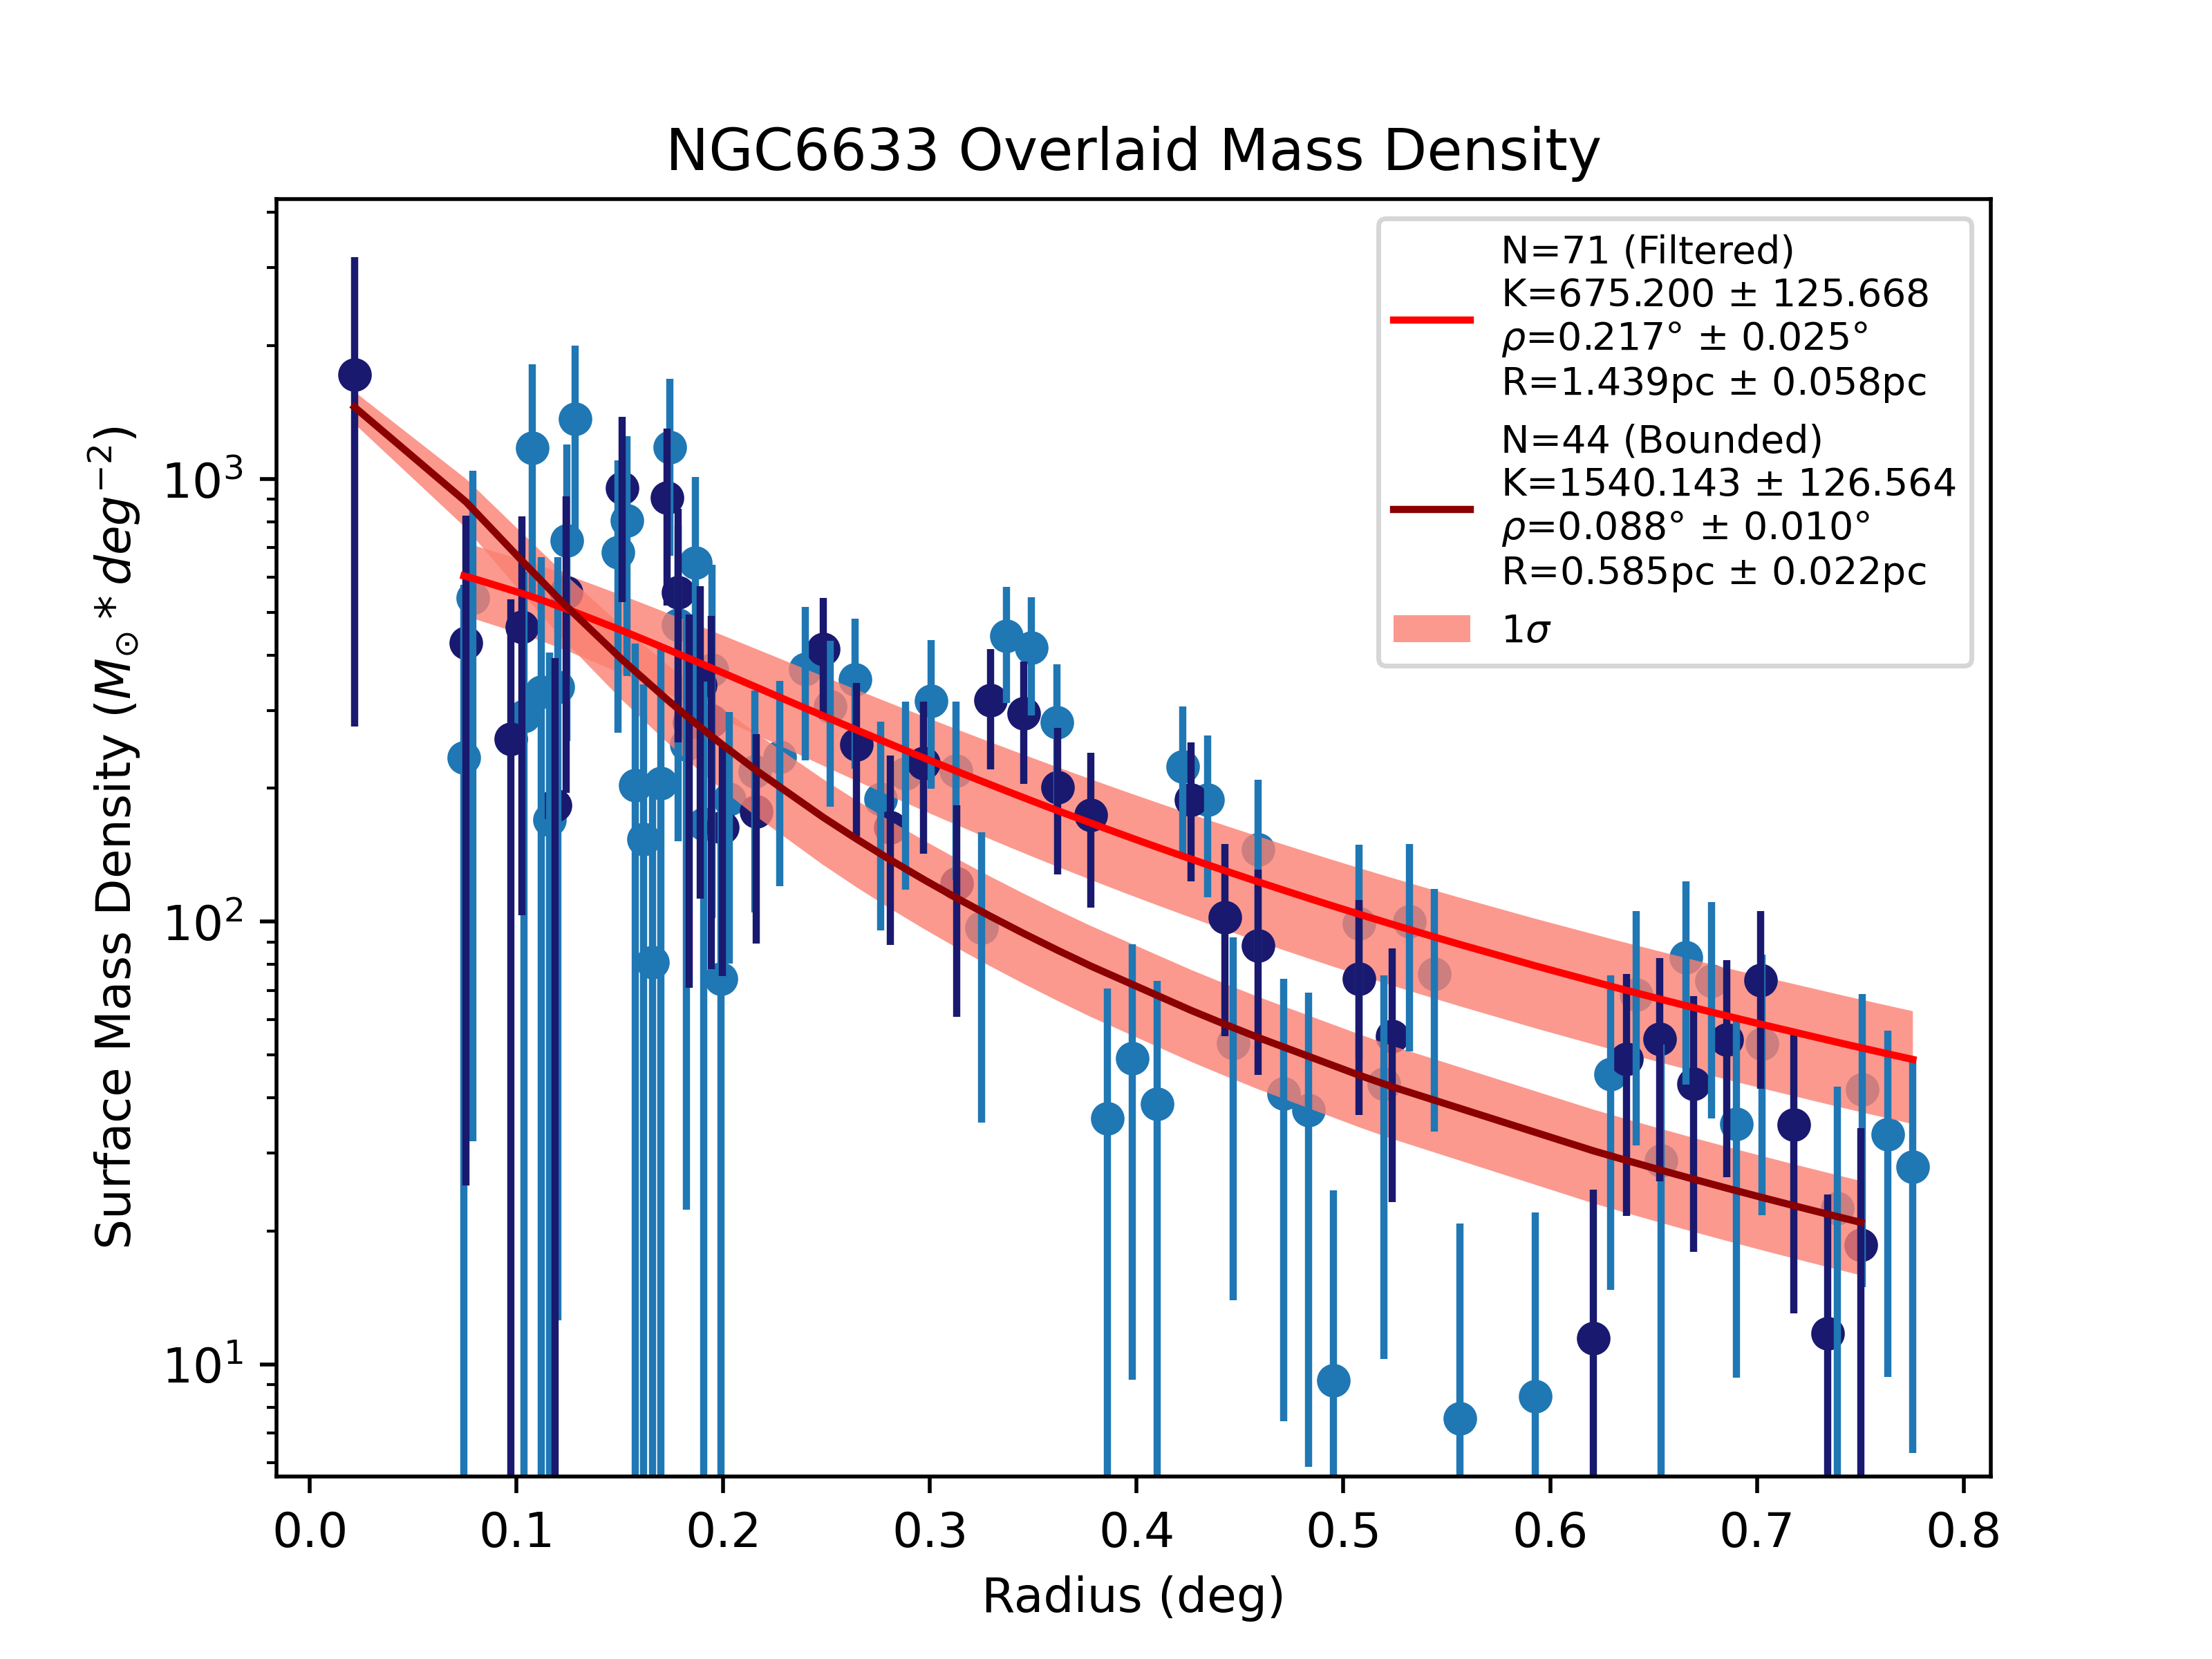 NGC6633 Overlaid Mass Density
N=71 (Filtered)
K=675.200 ± 125.668
ρ=0.217° ± 0.025°
R=1.439pc ± 0.058pc
N=44 (Bounded)
K=1540.143 ± 126.564
ρ=0.088° ± 0.010°
R=0.585pc ± 0.022pc
1σ
Surface Mass Density (M⊙ * deg⁻²)
10³
10²
10¹
0.0 0.1 0.2 0.3 0.4 0.5 0.6 0.7 0.8
Radius (deg)